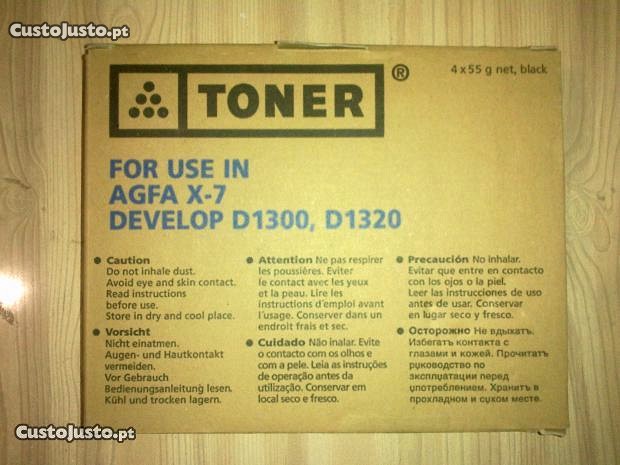 CustoJusto.pt
TONER®
4 x 55 g net, black
FOR USE IN
AGFA X-7
DEVELOP D1300, D1320
● Caution
Do not inhale dust.
Avoid eye and skin contact.
Read instructions
before use.
Store in dry and cool place.
● Vorsicht
Nicht einatmen.
Augen- und Hautkontakt
vermeiden.
Vor Gebrauch
Bedienungsanleitung lesen.
Kühl und trocken lagern.
● Attention Ne pas respirer
les poussières. Eviter
le contact avec les yeux
et la peau. Lire les
instructions d'emploi avant
l'usage. Conserver dans un
endroit frais et sec.
● Cuidado Não inalar. Evite
o contacto com os olhos e
com a pele. Leia as instruções
de operação antes da
utilização. Conservar em
local seco e fresco.
● Precaución No inhalar.
Evitar que entre en contacto
con los ojos o la piel.
Leer las instrucciones de uso
antes de usar. Conservar
en lugar seco y fresco.
● Осторожно Не вдыхатъ.
Избегатъ контакта с
глазами и кожей. Прочитатъ
руководство по
эксплуатации перед
употреблением. Хранитъ в
прохладном и сухом месте.
CustoJusto.pt